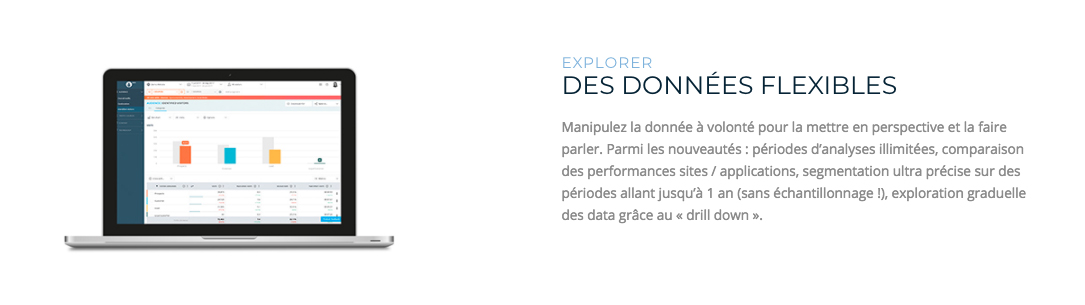 EXPLORER
DES DONNÉES FLEXIBLES
Manipulez la donnée à volonté pour la mettre en perspective et la faire
parler. Parmi les nouveautés : périodes d’analyses illimitées, comparaison
des performances sites / applications, segmentation ultra précise sur des
périodes allant jusqu’à 1 an (sans échantillonnage !), exploration graduelle
des data grâce au « drill down ».